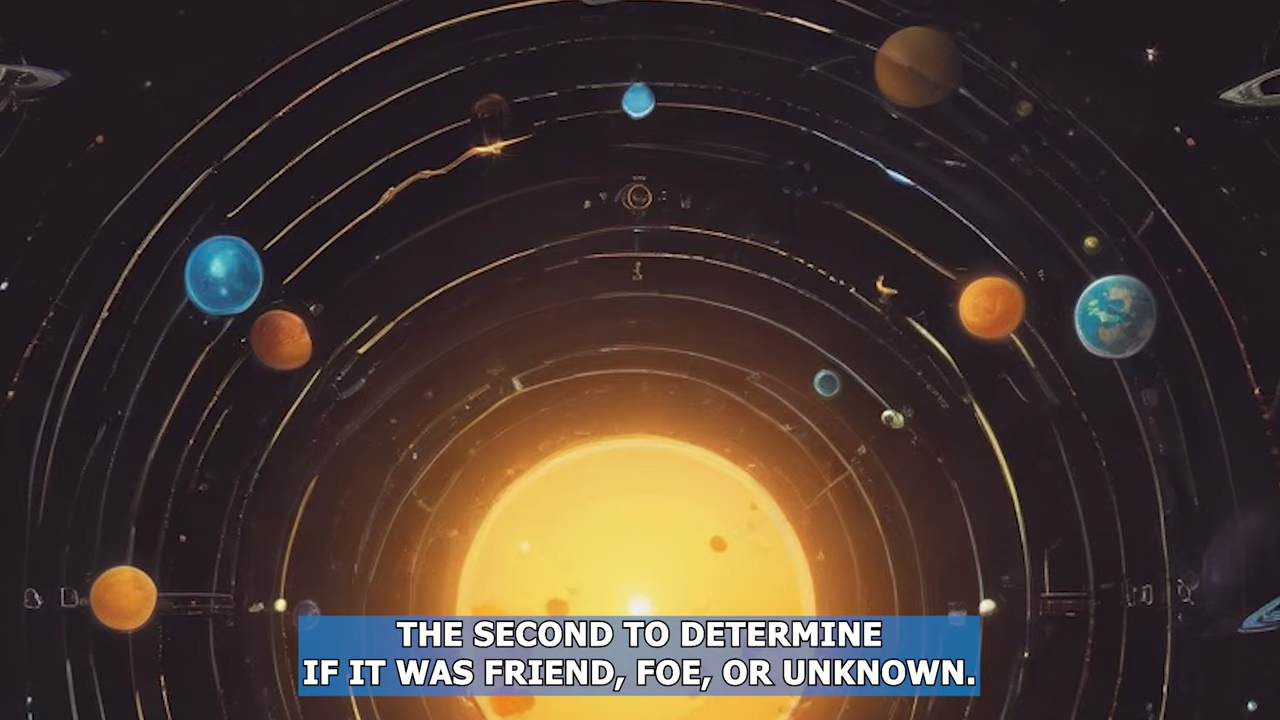 THE SECOND TO DETERMINE
IF IT WAS FRIEND, FOE, OR UNKNOWN.